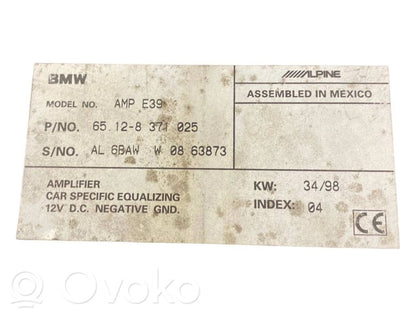 BMW
ALPINE
ASSEMBLED IN MEXICO
MODEL NO. AMP E39
P/NO. 65.12-8 371 025
S/NO. AL 6BAW W 08 63873
AMPLIFIER
CAR SPECIFIC EQUALIZING
12V D.C. NEGATIVE GND.
KW: 34/98
INDEX: 04
CE
© Ovoko
© Ovoko